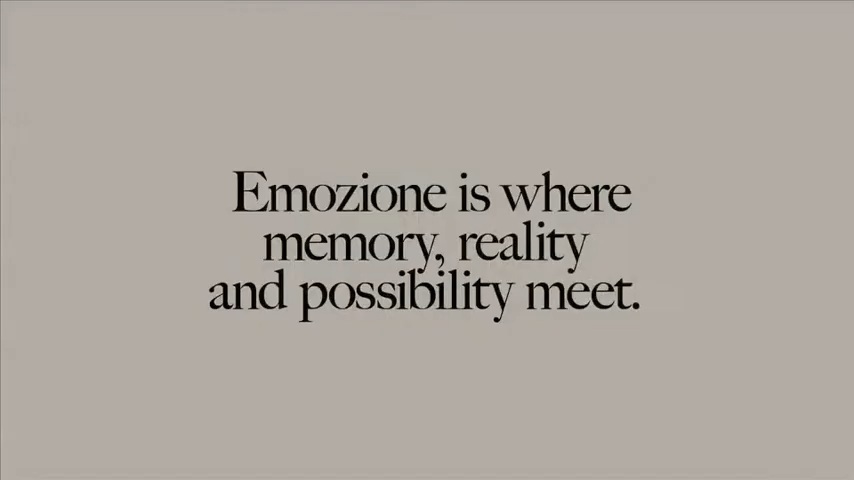 Emozione is where
memory, reality
and possibility meet.